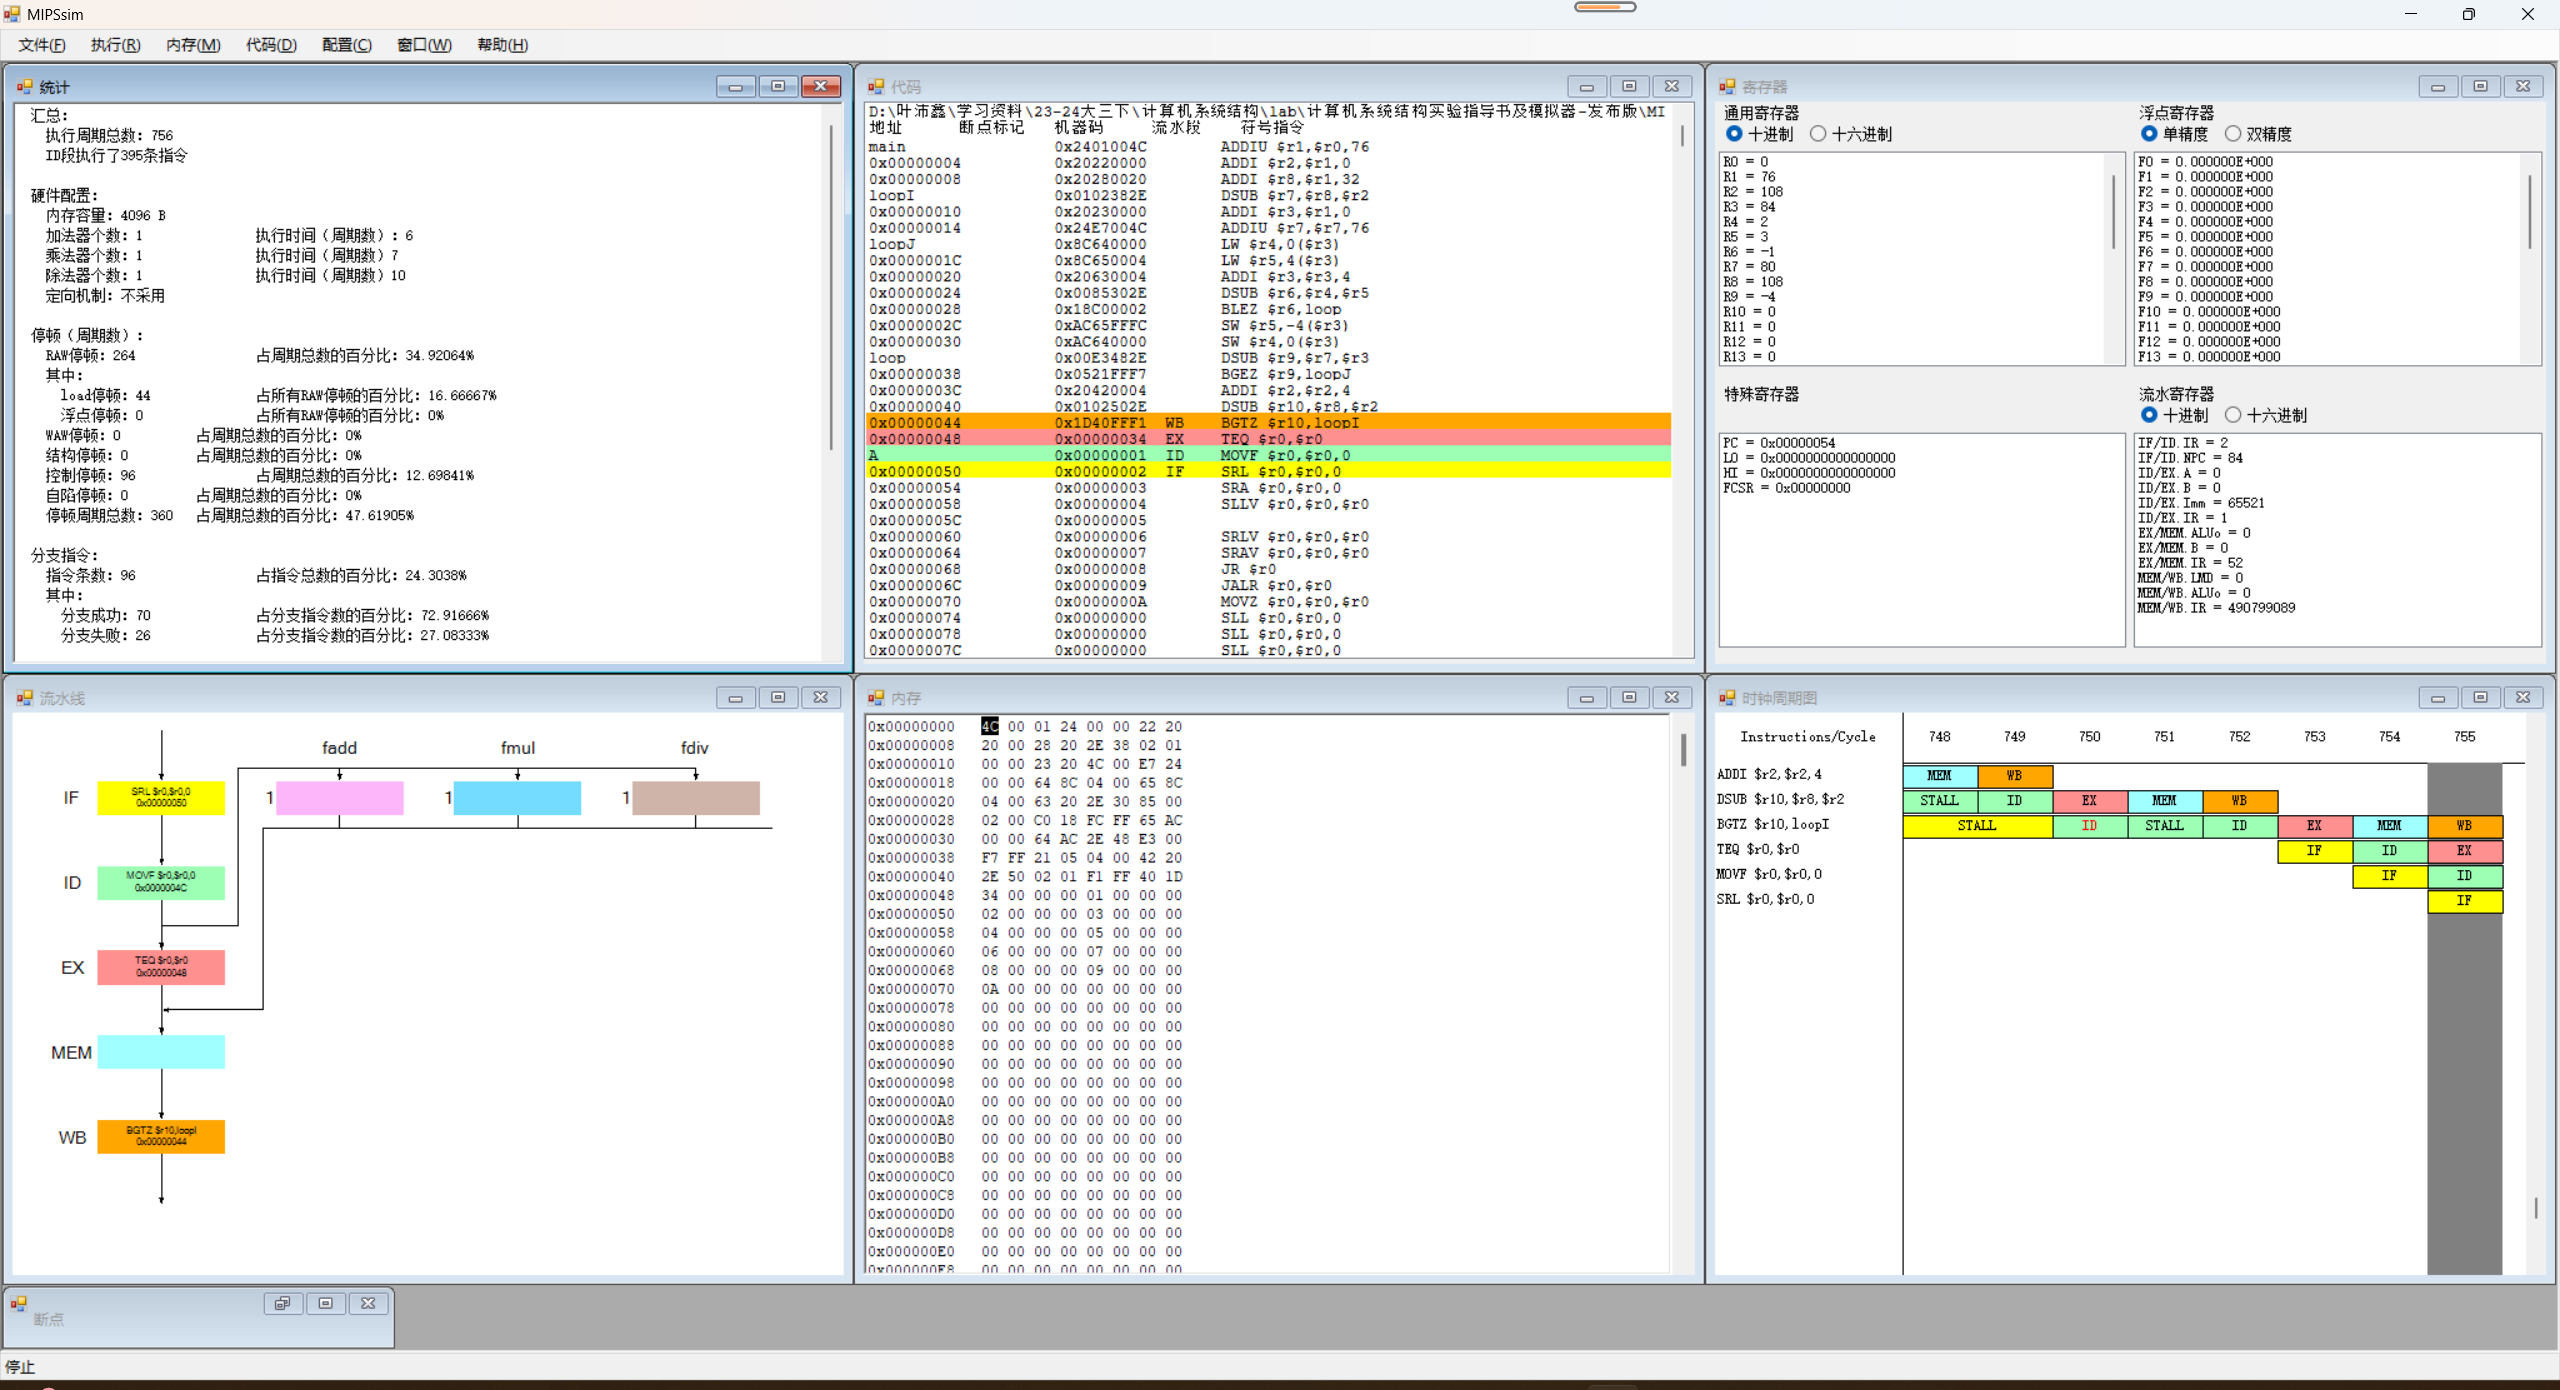 MIPSsim
文件(F) 执行(R) 内存(M) 代码(D) 配置(C) 窗口(W) 帮助(H)
统计
汇总:
执行周期总数: 756
ID段执行了395条指令
硬件配置:
内存容量: 4096 B
加法器个数: 1 执行时间（周期数）: 6
乘法器个数: 1 执行时间（周期数）7
除法器个数: 1 执行时间（周期数）10
定向机制: 不采用
停顿（周期数）:
RAW停顿: 264 占周期总数的百分比: 34.92064%
其中:
load停顿: 44 占所有RAW停顿的百分比: 16.66667%
浮点停顿: 0 占所有RAW停顿的百分比: 0%
WAW停顿: 0 占周期总数的百分比: 0%
结构停顿: 0 占周期总数的百分比: 0%
控制停顿: 96 占周期总数的百分比: 12.69841%
自陷停顿: 0 占周期总数的百分比: 0%
停顿周期总数: 360 占周期总数的百分比: 47.61905%
分支指令:
指令条数: 96 占指令总数的百分比: 24.3038%
其中:
分支成功: 70 占分支指令数的百分比: 72.91666%
分支失败: 26 占分支指令数的百分比: 27.08333%
代码
D:\叶沛鑫\学习资料\23-24大三下\计算机系统结构\lab\计算机系统结构实验指导书及模拟器-发布版\MI
地址 断点标记 机器码 流水段 符号指令
main 0x2401004C ADDIU $r1,$r0,76
0x00000004 0x20220000 ADDI $r2,$r1,0
0x00000008 0x20280020 ADDI $r8,$r1,32
loopI 0x0102382E DSUB $r7,$r8,$r2
0x00000010 0x20230000 ADDI $r3,$r1,0
0x00000014 0x24E7004C ADDIU $r7,$r7,76
loopJ 0x8C640000 LW $r4,0($r3)
0x0000001C 0x8C650004 LW $r5,4($r3)
0x00000020 0x20630004 ADDI $r3,$r3,4
0x00000024 0x0085302E DSUB $r6,$r4,$r5
0x00000028 0x18C00002 BLEZ $r6,loop
0x0000002C 0xAC65FFFC SW $r5,-4($r3)
0x00000030 0xAC640000 SW $r4,0($r3)
loop 0x00E3482E DSUB $r9,$r7,$r3
0x00000038 0x0521FFF7 BGEZ $r9,loopJ
0x0000003C 0x20420004 ADDI $r2,$r2,4
0x00000040 0x0102502E DSUB $r10,$r8,$r2
0x00000044 0x1D40FFF1 WB BGTZ $r10,loopI
0x00000048 0x00000034 EX TEQ $r0,$r0
A 0x00000001 ID MOVF $r0,$r0,0
0x00000050 0x00000002 IF SRL $r0,$r0,0
0x00000054 0x00000003 SRA $r0,$r0,0
0x00000058 0x00000004 SLLV $r0,$r0,$r0
0x0000005C 0x00000005
0x00000060 0x00000006 SRLV $r0,$r0,$r0
0x00000064 0x00000007 SRAV $r0,$r0,$r0
0x00000068 0x00000008 JR $r0
0x0000006C 0x00000009 JALR $r0,$r0
0x00000070 0x0000000A MOVZ $r0,$r0,$r0
0x00000074 0x00000000 SLL $r0,$r0,0
0x00000078 0x00000000 SLL $r0,$r0,0
0x0000007C 0x00000000 SLL $r0,$r0,0
寄存器
通用寄存器
十进制 十六进制
R0 = 0
R1 = 76
R2 = 108
R3 = 84
R4 = 2
R5 = 3
R6 = -1
R7 = 80
R8 = 108
R9 = -4
R10 = 0
R11 = 0
R12 = 0
R13 = 0
浮点寄存器
单精度 双精度
F0 = 0.000000E+000
F1 = 0.000000E+000
F2 = 0.000000E+000
F3 = 0.000000E+000
F4 = 0.000000E+000
F5 = 0.000000E+000
F6 = 0.000000E+000
F7 = 0.000000E+000
F8 = 0.000000E+000
F9 = 0.000000E+000
F10 = 0.000000E+000
F11 = 0.000000E+000
F12 = 0.000000E+000
F13 = 0.000000E+000
特殊寄存器
PC = 0x00000054
LO = 0x0000000000000000
HI = 0x0000000000000000
FCSR = 0x00000000
流水寄存器
十进制 十六进制
IF/ID.IR = 2
IF/ID.NPC = 84
ID/EX.A = 0
ID/EX.B = 0
ID/EX.Imm = 65521
ID/EX.IR = 1
EX/MEM.ALUo = 0
EX/MEM.B = 0
EX/MEM.IR = 52
MEM/WB.LMD = 0
MEM/WB.ALUo = 0
MEM/WB.IR = 490799089
流水线
fadd fmul fdiv
IF SRL $r0,$r0,0 1 1 1
0x00000050
ID MOVF $r0,$r0,0
0x0000004C
EX TEQ $r0,$r0
0x00000048
MEM
WB BGTZ $r10,loopI
0x00000044
内存
0x00000000 4C 00 01 24 00 00 22 20
0x00000008 20 00 28 20 2E 38 02 01
0x00000010 00 00 23 20 4C 00 E7 24
0x00000018 00 00 64 8C 04 00 65 8C
0x00000020 04 00 63 20 2E 30 85 00
0x00000028 02 00 C0 18 FC FF 65 AC
0x00000030 00 00 64 AC 2E 48 E3 00
0x00000038 F7 FF 21 05 04 00 42 20
0x00000040 2E 50 02 01 F1 FF 40 1D
0x00000048 34 00 00 00 01 00 00 00
0x00000050 02 00 00 00 03 00 00 00
0x00000058 04 00 00 00 05 00 00 00
0x00000060 06 00 00 00 07 00 00 00
0x00000068 08 00 00 00 09 00 00 00
0x00000070 0A 00 00 00 00 00 00 00
0x00000078 00 00 00 00 00 00 00 00
0x00000080 00 00 00 00 00 00 00 00
0x00000088 00 00 00 00 00 00 00 00
0x00000090 00 00 00 00 00 00 00 00
0x00000098 00 00 00 00 00 00 00 00
0x000000A0 00 00 00 00 00 00 00 00
0x000000A8 00 00 00 00 00 00 00 00
0x000000B0 00 00 00 00 00 00 00 00
0x000000B8 00 00 00 00 00 00 00 00
0x000000C0 00 00 00 00 00 00 00 00
0x000000C8 00 00 00 00 00 00 00 00
0x000000D0 00 00 00 00 00 00 00 00
0x000000D8 00 00 00 00 00 00 00 00
0x000000E0 00 00 00 00 00 00 00 00
0x000000E8 00 00 00 00 00 00 00 00
时钟周期图
Instructions/Cycle 748 749 750 751 752 753 754 755
ADDI $r2,$r2,4 MEM WB
DSUB $r10,$r8,$r2 STALL ID EX MEM WB
BGTZ $r10,loopI STALL ID STALL ID EX MEM WB
TEQ $r0,$r0 IF ID EX
MOVF $r0,$r0,0 IF ID
SRL $r0,$r0,0 IF
断点
停止